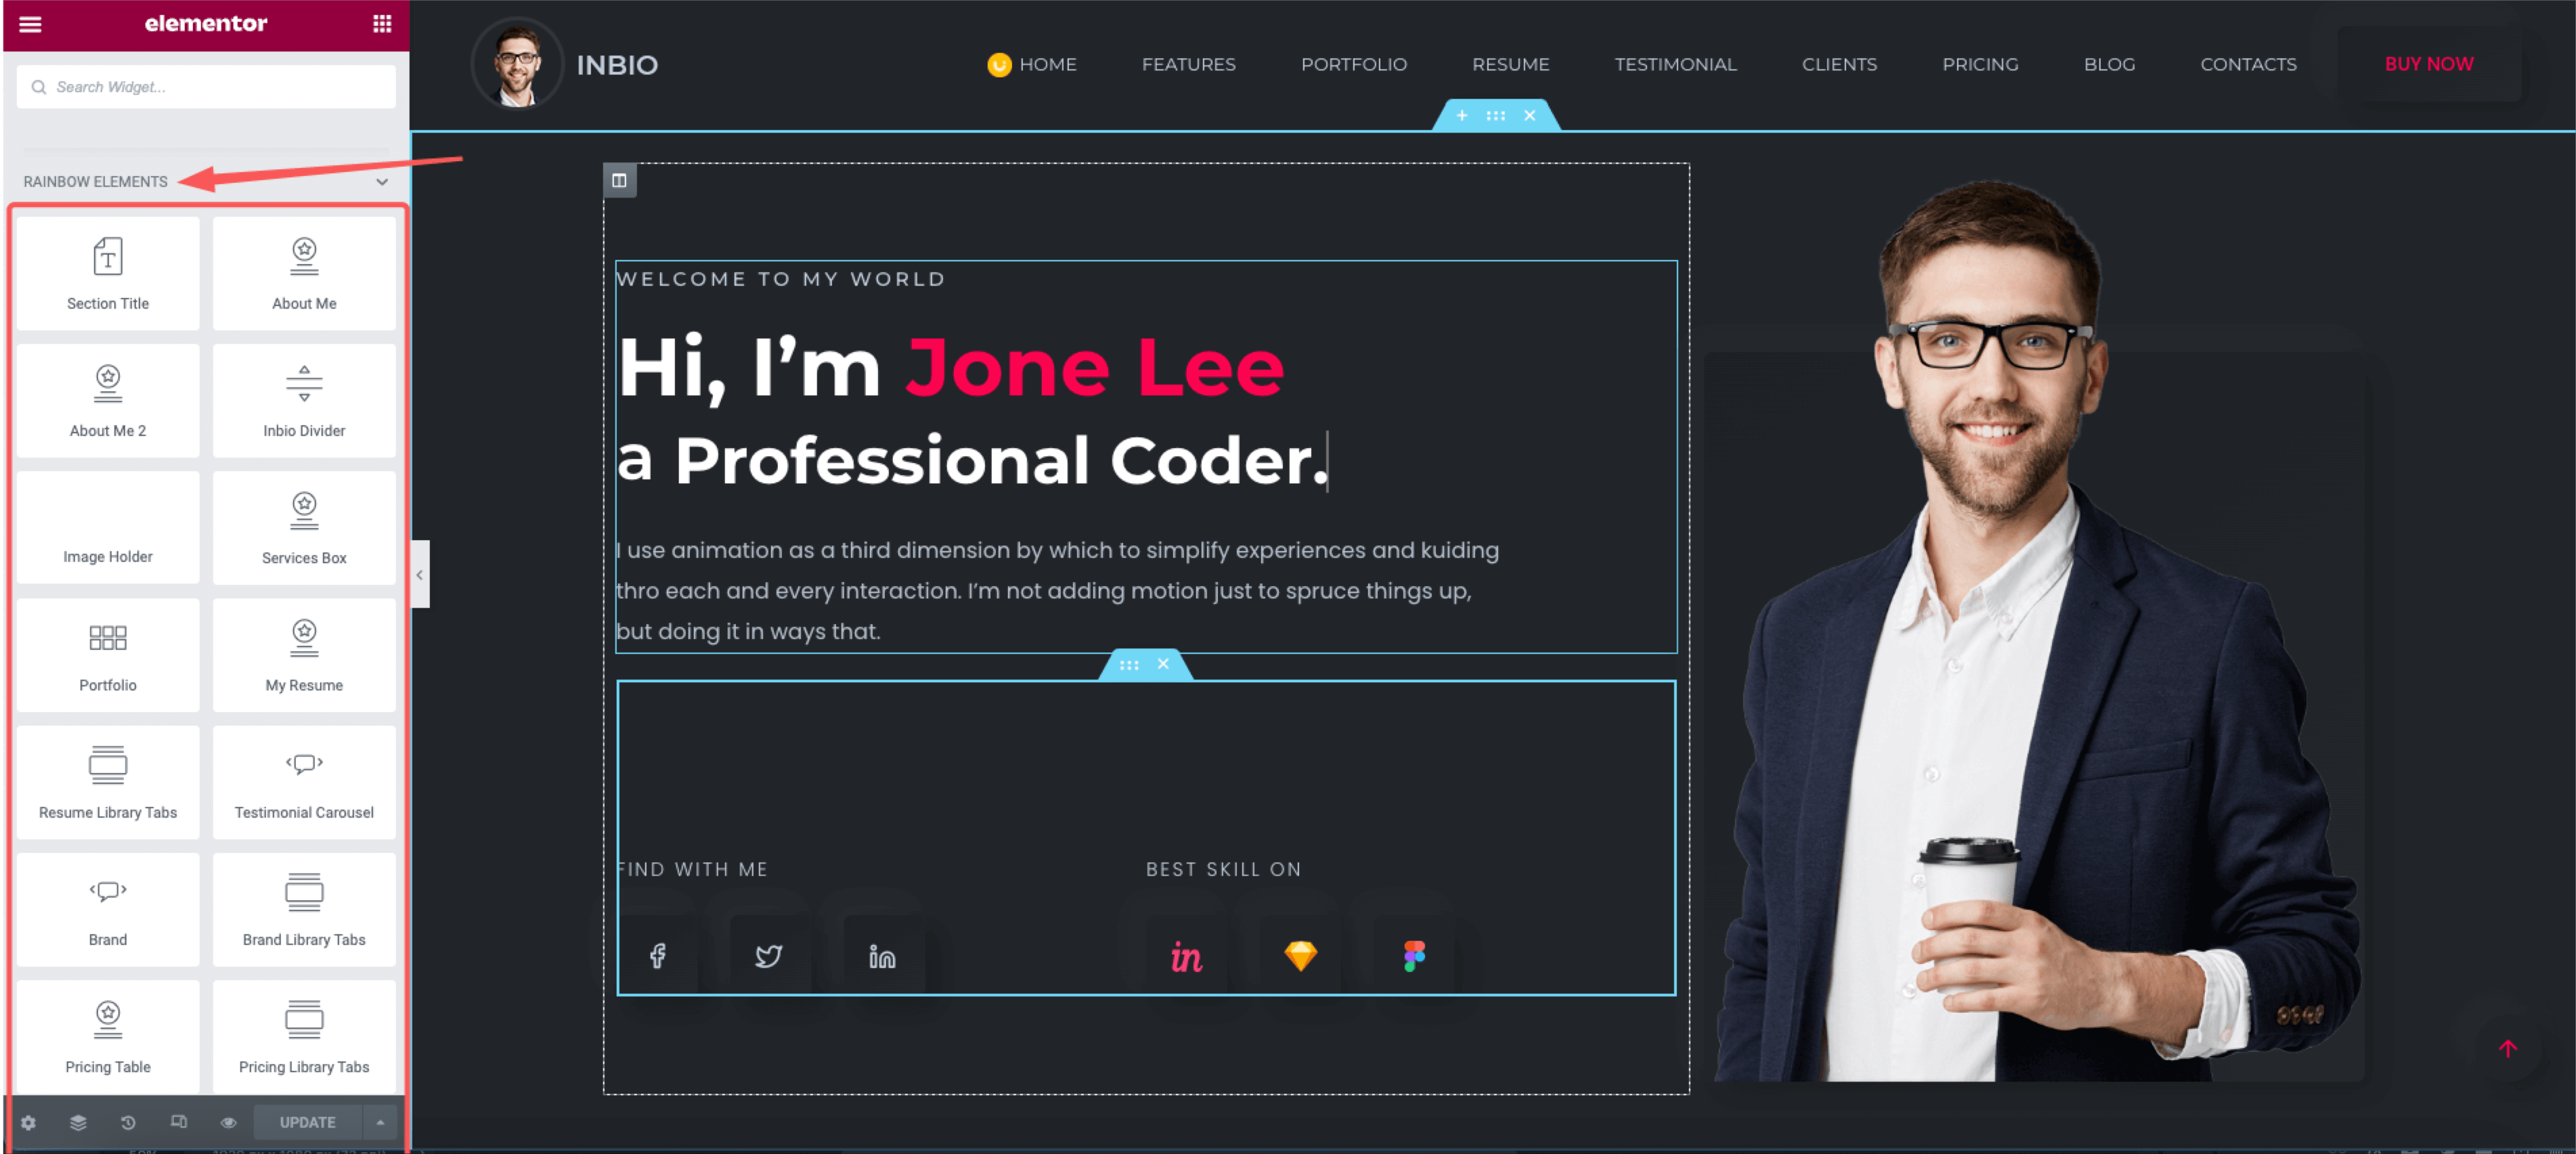 elementor
Search Widget...
RAINBOW ELEMENTS
Section Title
About Me
About Me 2
Inbio Divider
Image Holder
Services Box
Portfolio
My Resume
Resume Library Tabs
Testimonial Carousel
Brand
Brand Library Tabs
Pricing Table
Pricing Library Tabs
UPDATE
INBIO
HOME FEATURES PORTFOLIO RESUME TESTIMONIAL CLIENTS PRICING BLOG CONTACTS BUY NOW
WELCOME TO MY WORLD
Hi, I’m Jone Lee
a Professional Coder.
I use animation as a third dimension by which to simplify experiences and kuiding
thro each and every interaction. I’m not adding motion just to spruce things up,
but doing it in ways that.
FIND WITH ME
BEST SKILL ON
in
in